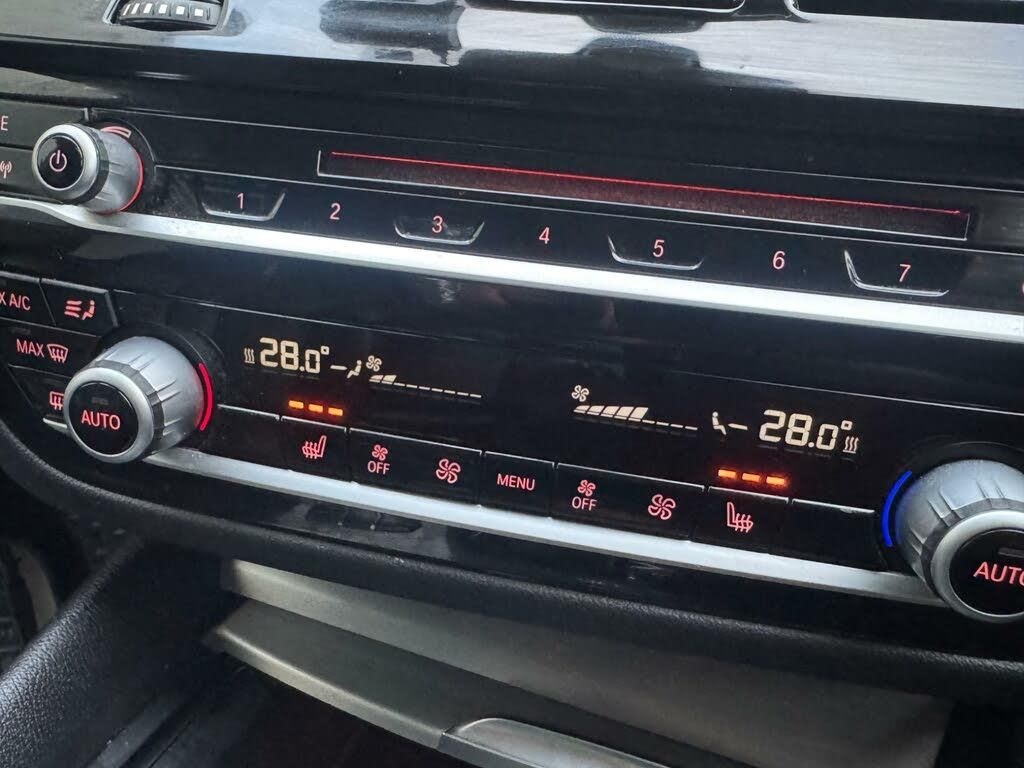 E
1 2 3 4 5 6 7
X A/C
MAX
28.0°
28.0°
AUTO
OFF
MENU
OFF
AUTO